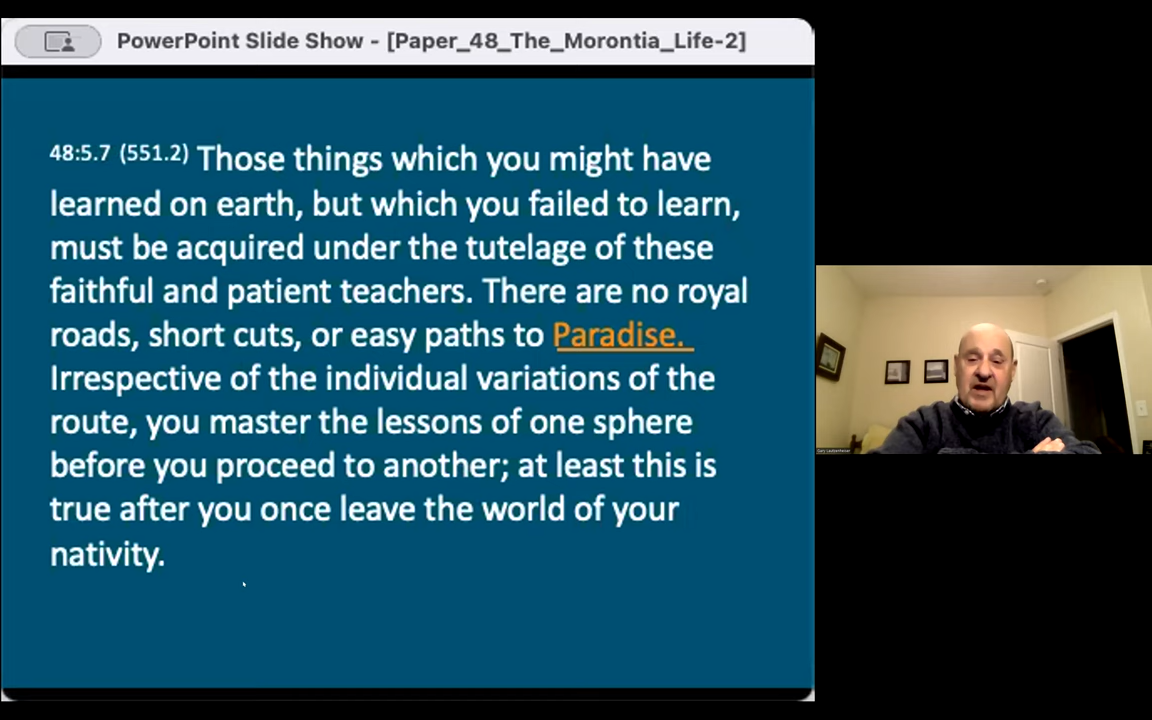 PowerPoint Slide Show - [Paper_48_The_Morontia_Life-2]
48:5.7 (551.2) Those things which you might have
learned on earth, but which you failed to learn,
must be acquired under the tutelage of these
faithful and patient teachers. There are no royal
roads, short cuts, or easy paths to Paradise.
Irrespective of the individual variations of the
route, you master the lessons of one sphere
before you proceed to another; at least this is
true after you once leave the world of your
nativity.